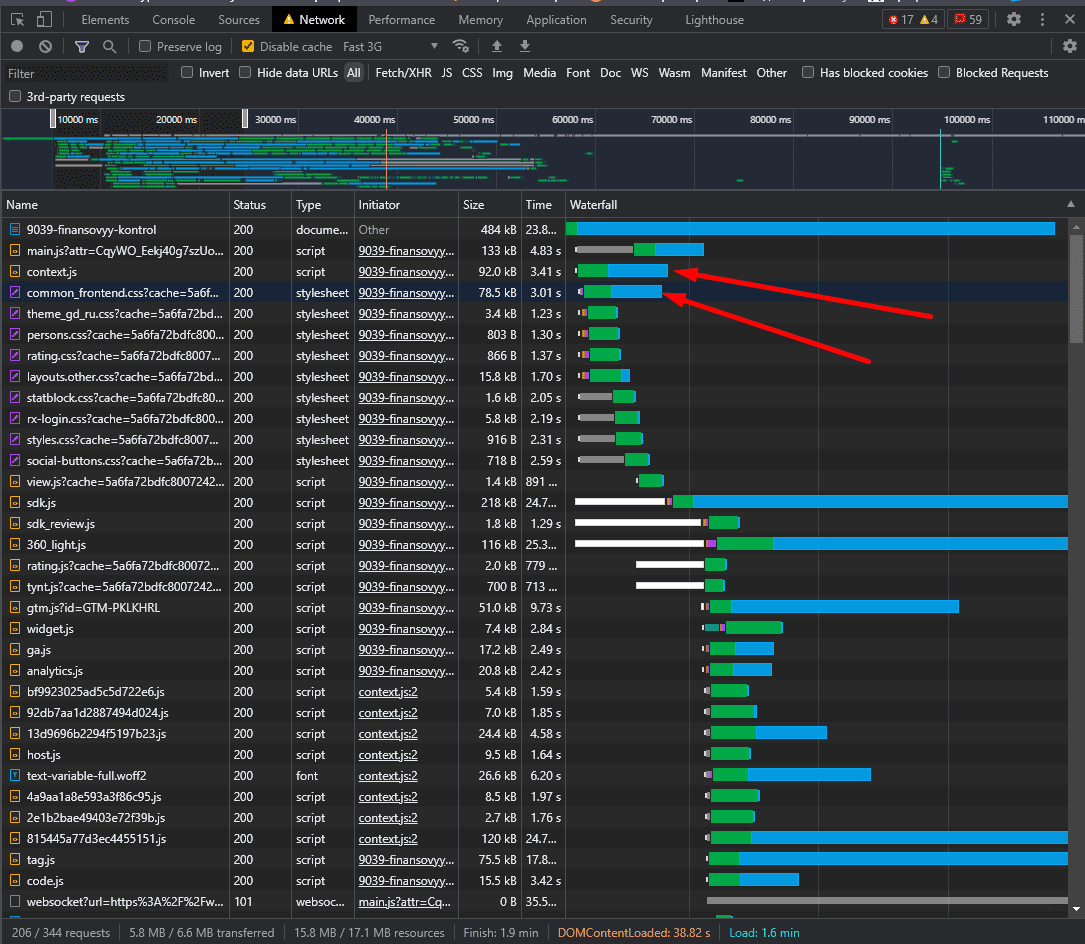 Elements Console Sources Network Performance Memory Application Security Lighthouse 17 4 59
Preserve log Disable cache Fast 3G
Filter Invert Hide data URLs All Fetch/XHR JS CSS Img Media Font Doc WS Wasm Manifest Other Has blocked cookies Blocked Requests
3rd-party requests
10000 ms 20000 ms 30000 ms 40000 ms 50000 ms 60000 ms 70000 ms 80000 ms 90000 ms 100000 ms 110000 m
Name Status Type Initiator Size Time Waterfall
9039-finansovyy-kontrol 200 docume... Other 484 kB 23.8...
main.js?attr=CqyWO_Eekj40g7szUo... 200 script 9039-finansovyy... 133 kB 4.83 s
context.js 200 script 9039-finansovyy... 92.0 kB 3.41 s
common_frontend.css?cache=5a6f... 200 stylesheet 9039-finansovyy... 78.5 kB 3.01 s
theme_gd_ru.css?cache=5a6fa72bd... 200 stylesheet 9039-finansovyy... 3.4 kB 1.23 s
persons.css?cache=5a6fa72bdfc800... 200 stylesheet 9039-finansovyy... 803 B 1.30 s
rating.css?cache=5a6fa72bdfc8007... 200 stylesheet 9039-finansovyy... 866 B 1.37 s
layouts.other.css?cache=5a6fa72bd... 200 stylesheet 9039-finansovyy... 15.8 kB 1.70 s
statblock.css?cache=5a6fa72bdfc80... 200 stylesheet 9039-finansovyy... 1.6 kB 2.05 s
rx-login.css?cache=5a6fa72bdfc800... 200 stylesheet 9039-finansovyy... 5.8 kB 2.19 s
styles.css?cache=5a6fa72bdfc8007... 200 stylesheet 9039-finansovyy... 916 B 2.31 s
social-buttons.css?cache=5a6fa72b... 200 stylesheet 9039-finansovyy... 718 B 2.59 s
view.js?cache=5a6fa72bdfc8007242... 200 script 9039-finansovyy... 1.4 kB 891 ...
sdk.js 200 script 9039-finansovyy... 218 kB 24.7...
sdk_review.js 200 script 9039-finansovyy... 1.8 kB 1.29 s
360_light.js 200 script 9039-finansovyy... 116 kB 25.3...
rating.js?cache=5a6fa72bdfc80072... 200 script 9039-finansovyy... 2.0 kB 779 ...
tynt.js?cache=5a6fa72bdfc8007242... 200 script 9039-finansovyy... 700 B 713 ...
gtm.js?id=GTM-PKLKHRL 200 script 9039-finansovyy... 51.0 kB 9.73 s
widget.js 200 script 9039-finansovyy... 7.4 kB 2.84 s
ga.js 200 script 9039-finansovyy... 17.2 kB 2.49 s
analytics.js 200 script 9039-finansovyy... 20.8 kB 2.42 s
bf9923025ad5c5d722e6.js 200 script context.js:2 5.4 kB 1.59 s
92db7aa1d2887494d024.js 200 script context.js:2 7.0 kB 1.85 s
13d9696b2294f5197b23.js 200 script context.js:2 24.4 kB 4.58 s
host.js 200 script context.js:2 9.5 kB 1.64 s
text-variable-full.woff2 200 font context.js:2 26.6 kB 6.20 s
4a9aa1a8e593a3f86c95.js 200 script context.js:2 8.5 kB 1.97 s
2e1b2bae49403e72f39b.js 200 script context.js:2 2.7 kB 1.76 s
815445a77d3ec4455151.js 200 script context.js:2 120 kB 24.7...
tag.js 200 script 9039-finansovyy... 75.5 kB 17.8...
code.js 200 script 9039-finansovyy... 15.5 kB 3.42 s
websocket?url=https%3A%2F%2Fw... 101 websoc... main.js?attr=Cq... 0 B 35.5...
206 / 344 requests 5.8 MB / 6.6 MB transferred 15.8 MB / 17.1 MB resources Finish: 1.9 min DOMContentLoaded: 38.82 s Load: 1.6 min